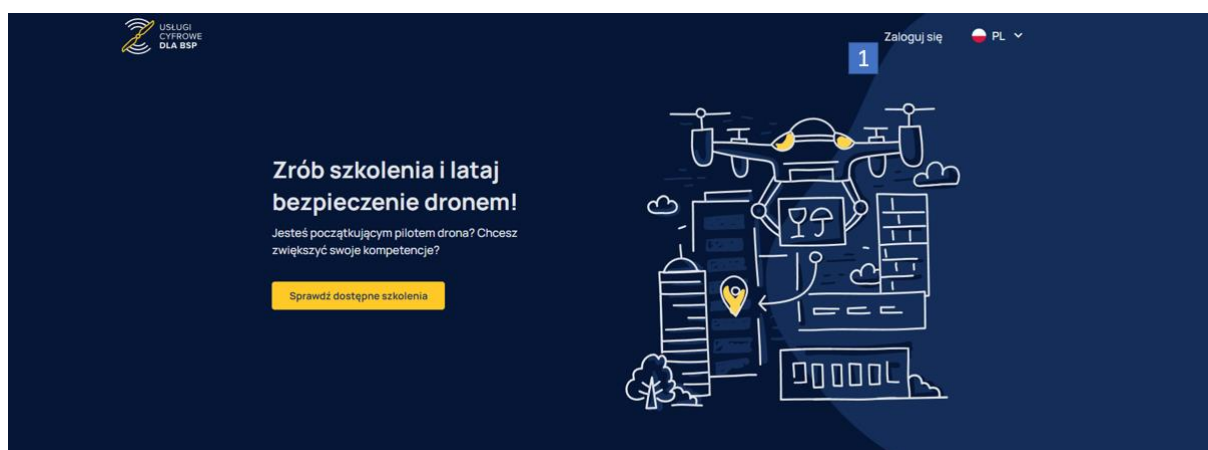 USŁUGI
CYFROWE
DLA BSP
Zaloguj się
PL
1
Zrób szkolenia i lataj
bezpieczenie dronem!
Jesteś początkującym pilotem drona? Chcesz
zwiększyć swoje kompetencje?
Sprawdź dostępne szkolenia